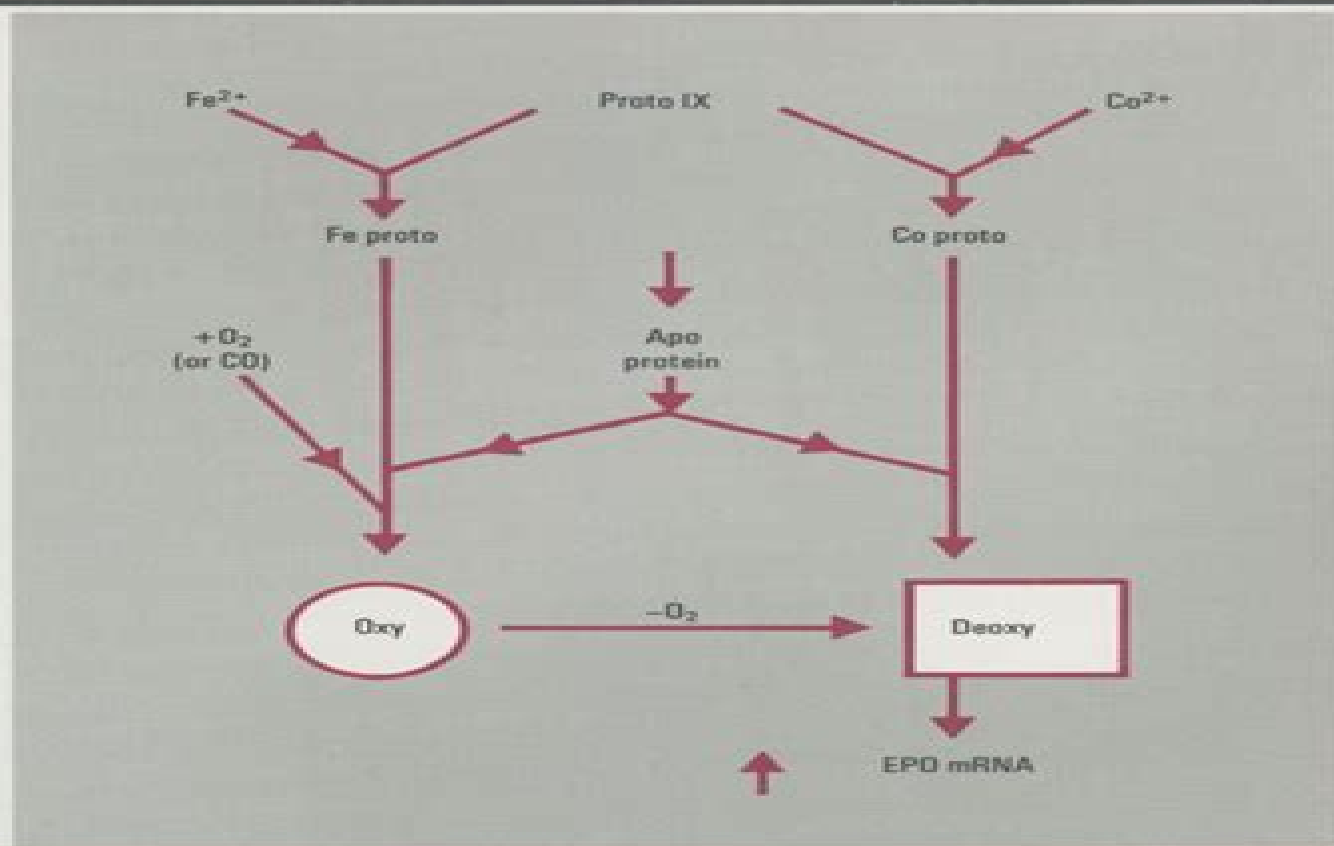 Fe²⁺
Proto IX
Co²⁺
Fe proto
Co proto
+O₂
(or CO)
Apo
protein
Oxy
−O₂
Deoxy
EPO mRNA